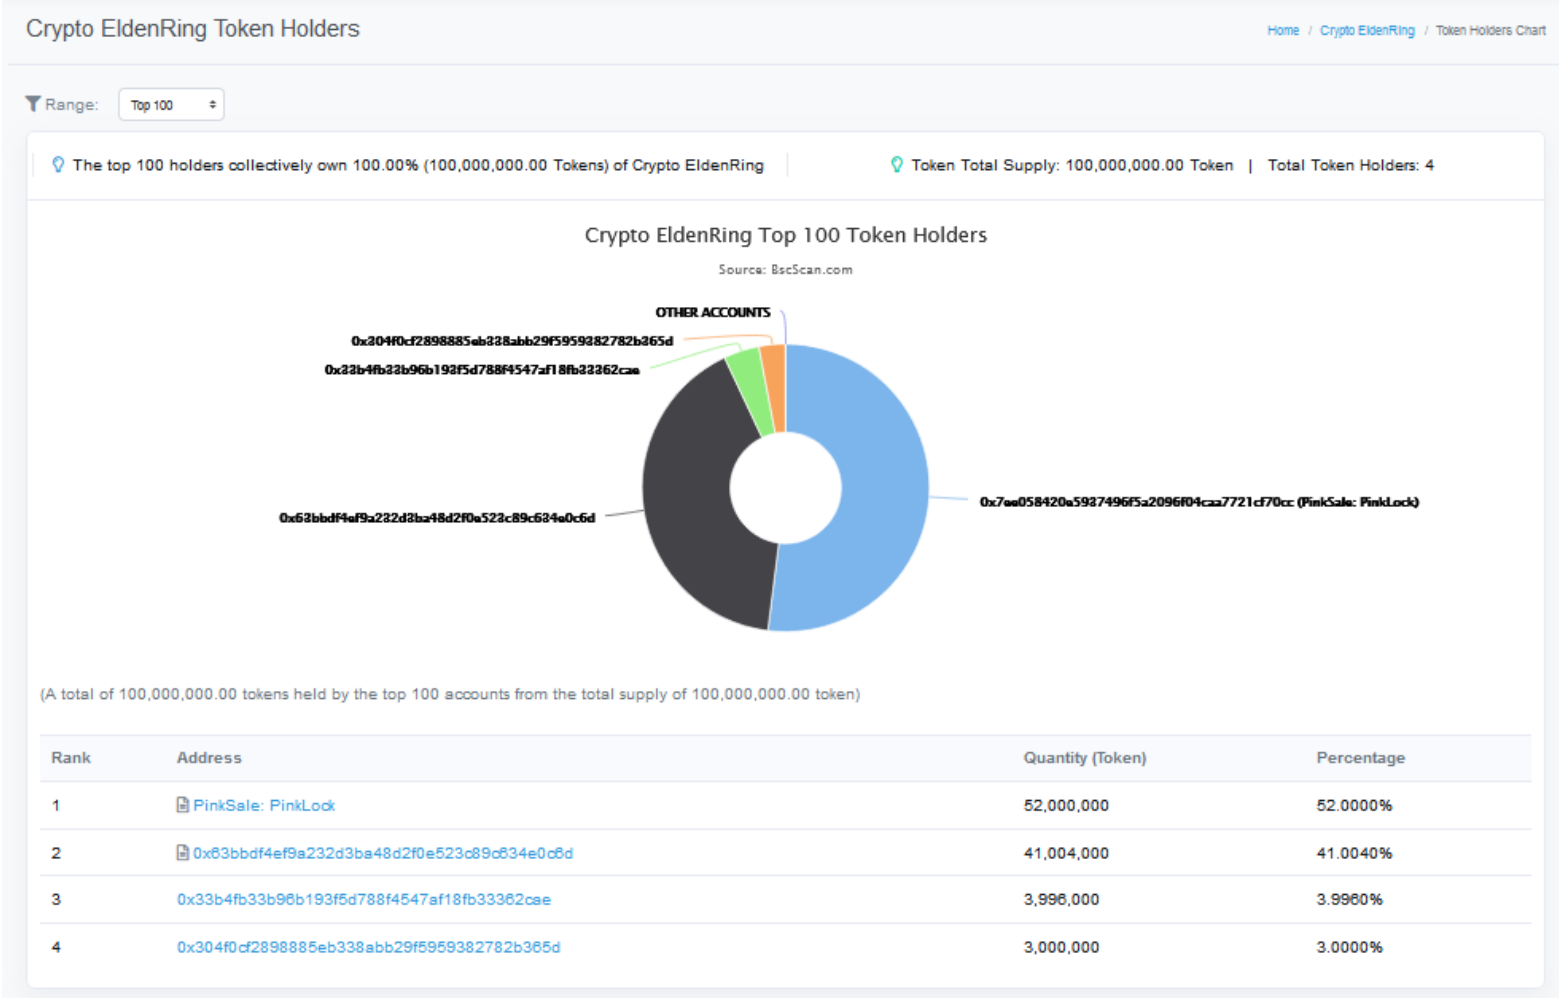 Crypto EldenRing Token Holders
Home / Crypto EldenRing / Token Holders Chart
Range: Top 100
The top 100 holders collectively own 100.00% (100,000,000.00 Tokens) of Crypto EldenRing
Token Total Supply: 100,000,000.00 Token | Total Token Holders: 4
Crypto EldenRing Top 100 Token Holders
Source: BscScan.com
OTHER ACCOUNTS
0x304f0cf2898885eb338abb29f5959382782b365d
0x33b4fb33b96b193f5d788f4547af18fb33362cae
0x7ee058420e5937496f5a2096f04caa7721cf70cc (PinkSale: PinkLock)
0x63bbdf4ef9a232d3ba48d2f0e523c89c634e0c6d
(A total of 100,000,000.00 tokens held by the top 100 accounts from the total supply of 100,000,000.00 token)
Rank Address Quantity (Token) Percentage
1 PinkSale: PinkLock 52,000,000 52.0000%
2 0x63bbdf4ef9a232d3ba48d2f0e523c89c634e0c6d 41,004,000 41.0040%
3 0x33b4fb33b96b193f5d788f4547af18fb33362cae 3,996,000 3.9960%
4 0x304f0cf2898885eb338abb29f5959382782b365d 3,000,000 3.0000%